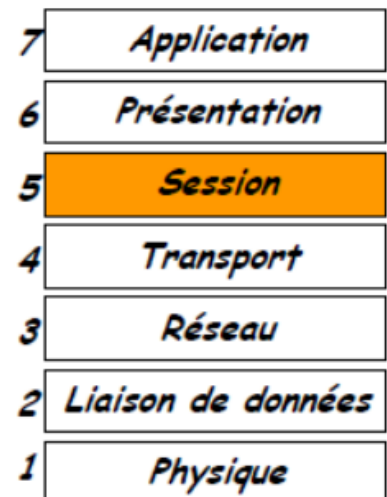 7 Application
6 Présentation
5 Session
4 Transport
3 Réseau
2 Liaison de données
1 Physique